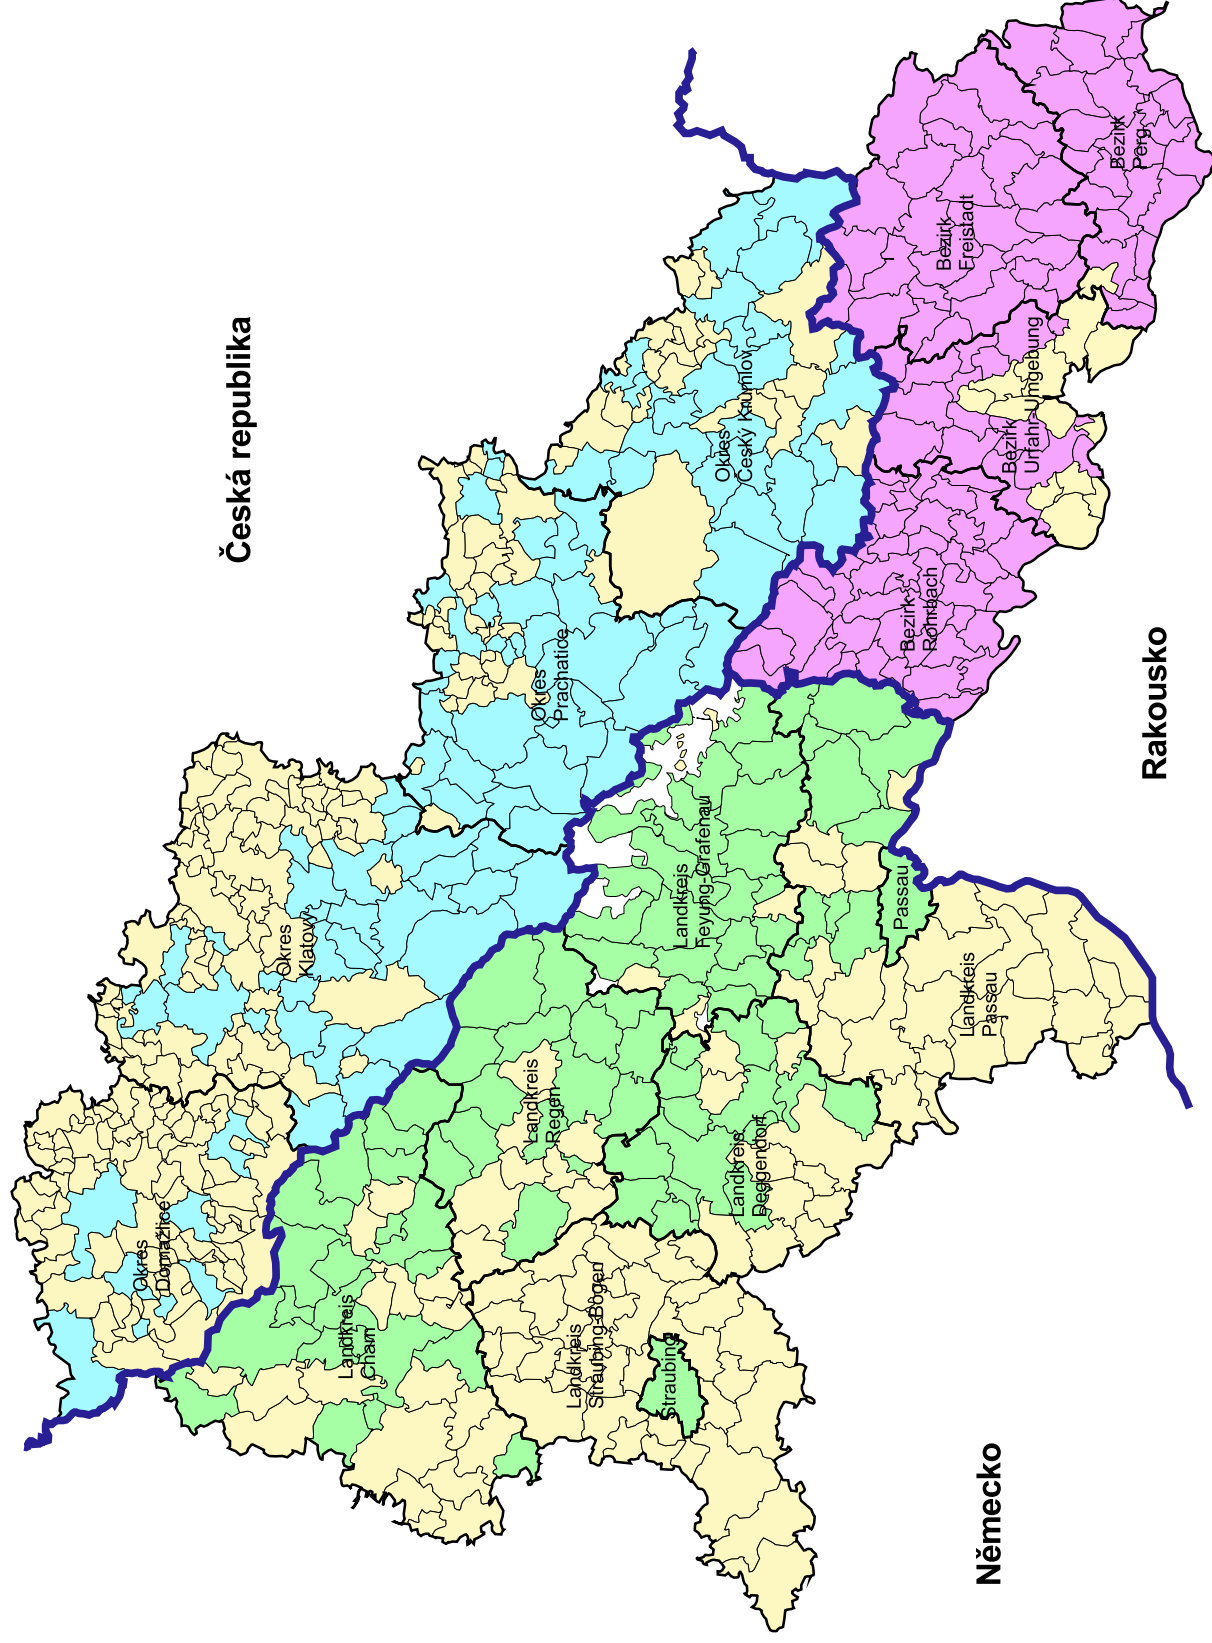 Česká republika
Okres
Domažlice
Okres
Klatovy
Okres
Prachatice
Okres
Český Krumlov
Landkreis
Cham
Landkreis
Regen
Landkreis
Straubing-Bogen
Straubing
Landkreis
Deggendorf
Landkreis
Freyung-Grafenau
Passau
Landkreis
Passau
Bezirk
Rohrbach
Bezirk
Urfahr-Umgebung
Bezirk
Freistadt
Bezirk
Perg
Německo
Rakousko